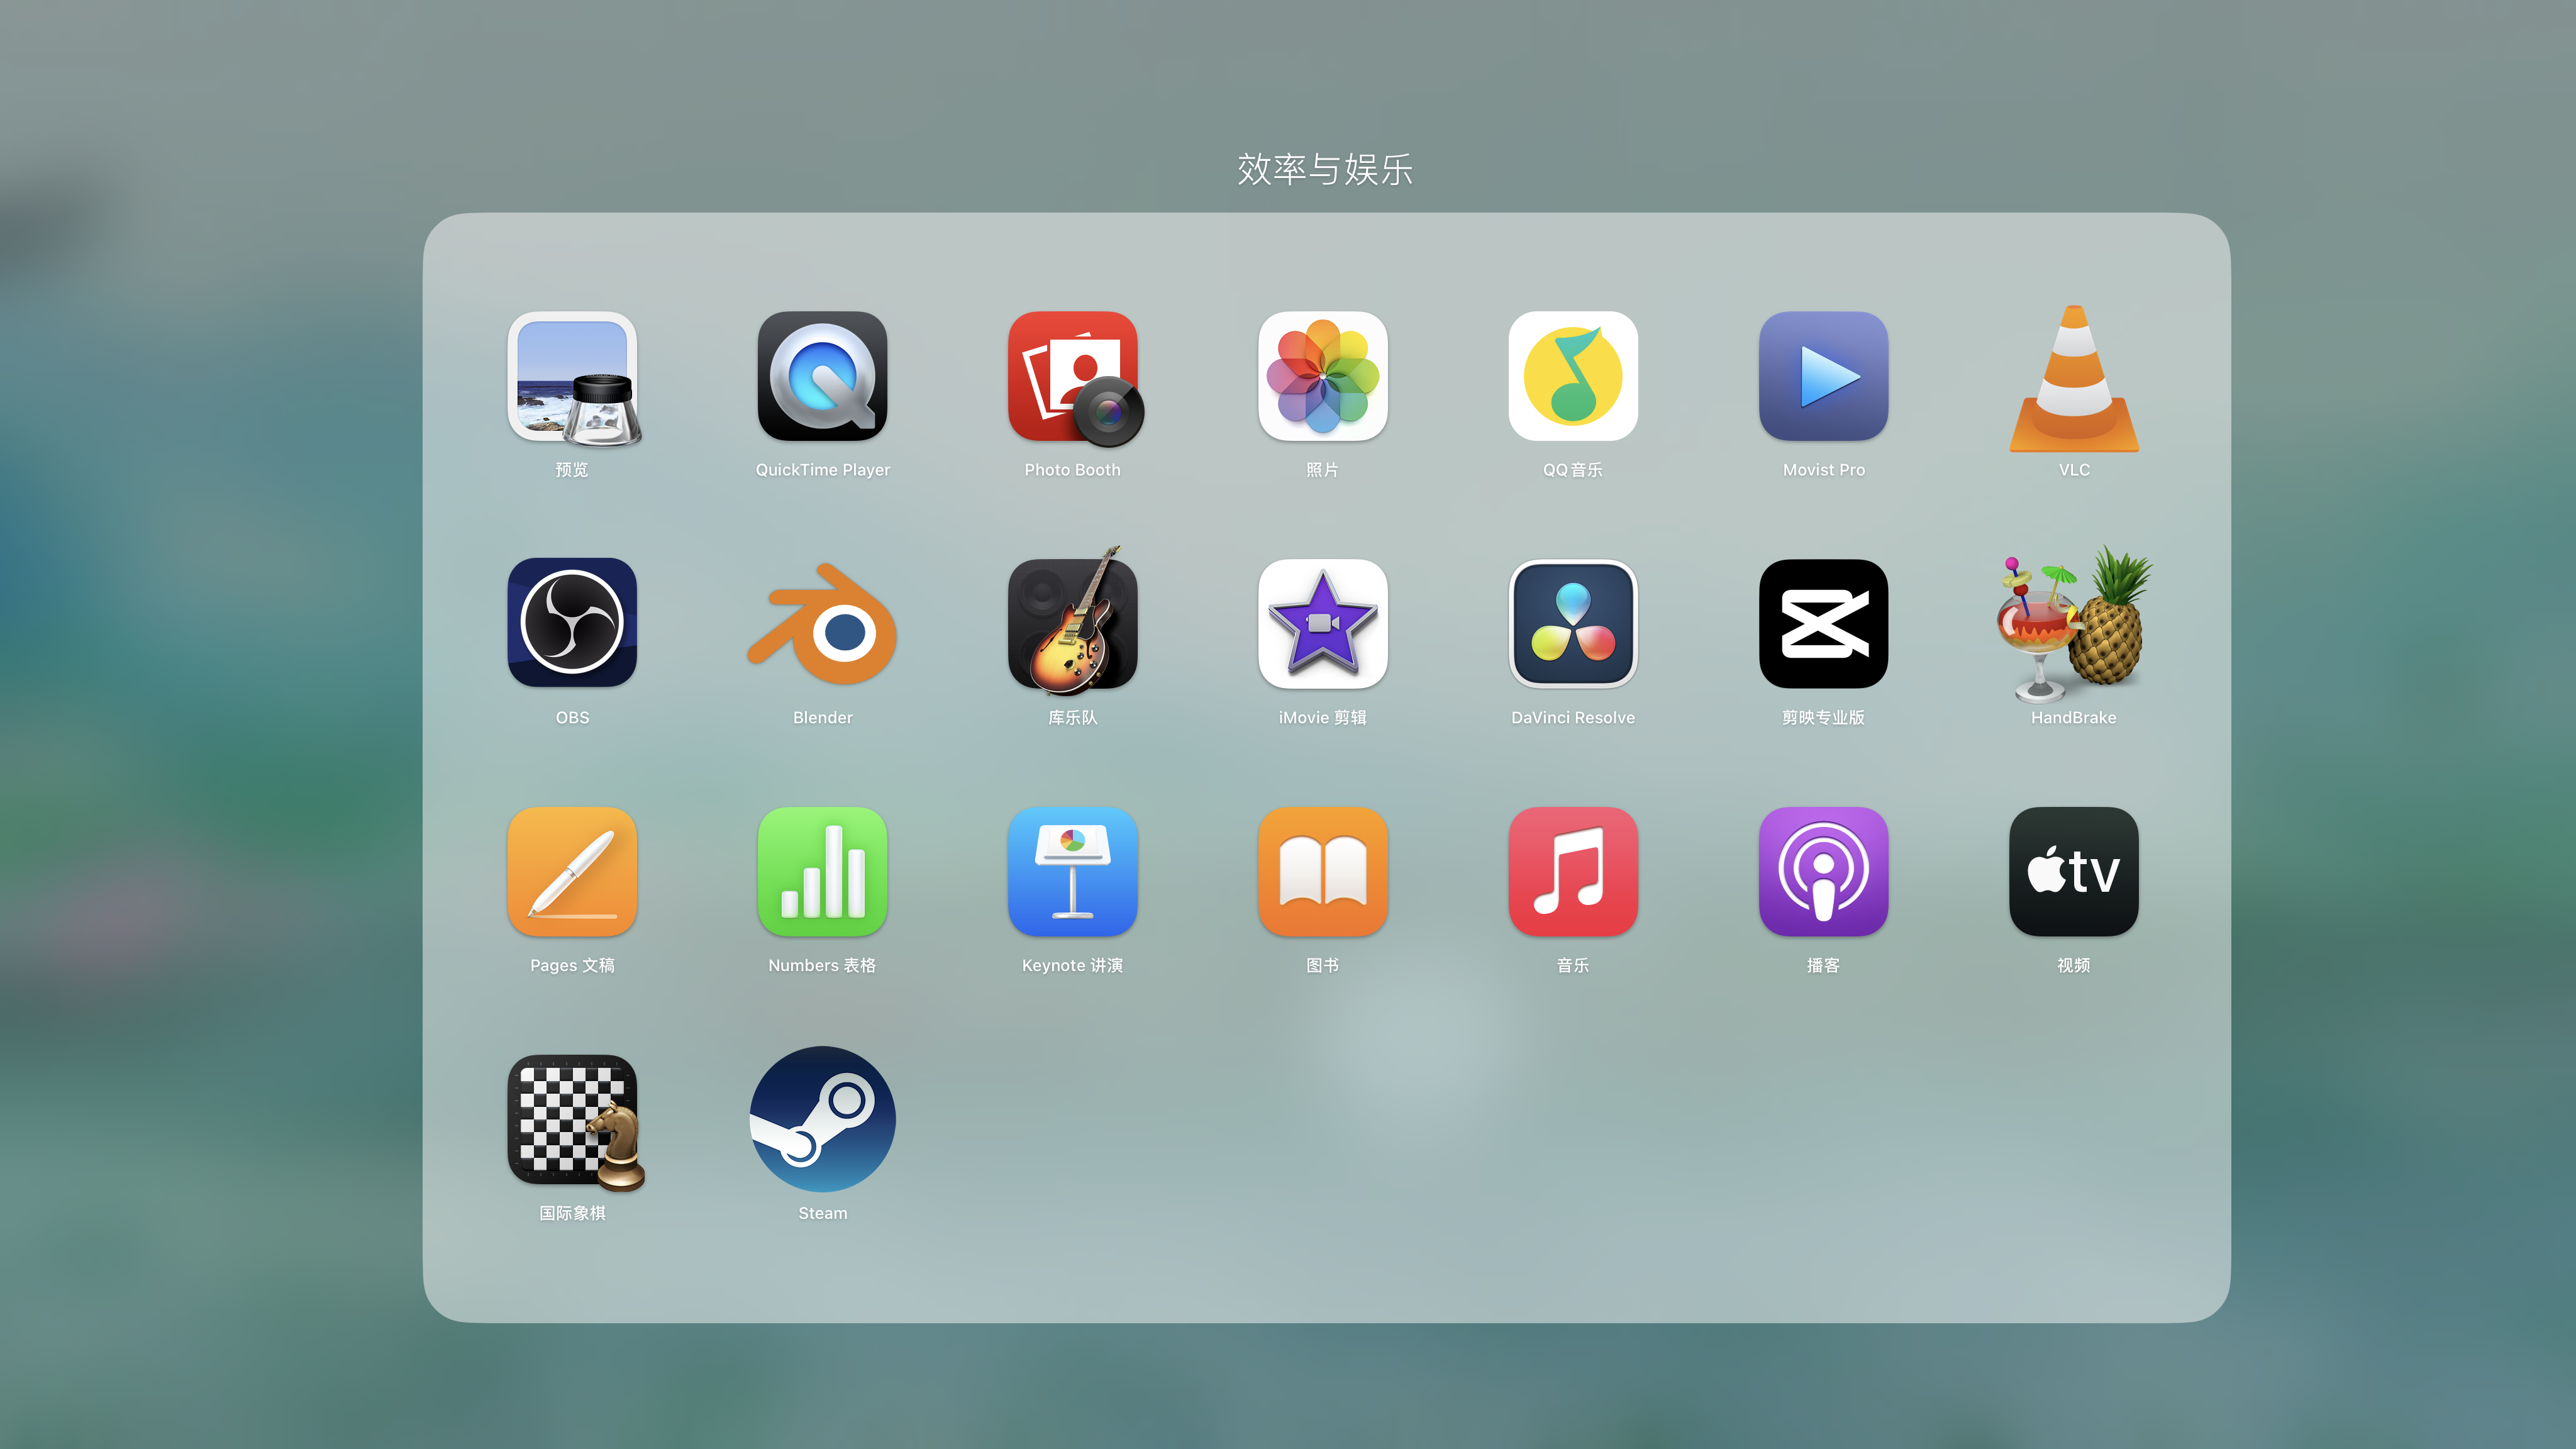 效率与娱乐
预览
QuickTime Player
Photo Booth
照片
QQ音乐
Movist Pro
VLC
OBS
Blender
库乐队
iMovie 剪辑
DaVinci Resolve
剪映专业版
HandBrake
tv
Pages 文稿
Numbers 表格
Keynote 讲演
图书
音乐
播客
视频
国际象棋
Steam